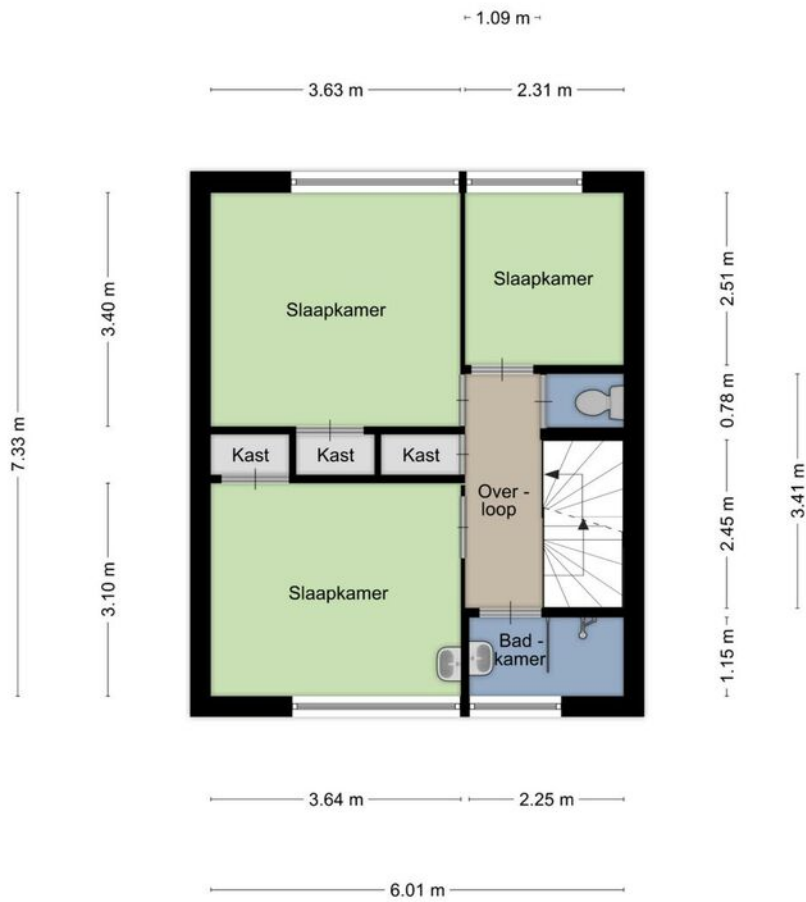 1.09 m
3.63 m
2.31 m
Slaapkamer
Slaapkamer
2.51 m
3.40 m
0.78 m
7.33 m
Kast
Kast
Kast
3.41 m
Over -
loop
2.45 m
Slaapkamer
3.10 m
Bad -
kamer
1.15 m
3.64 m
2.25 m
6.01 m